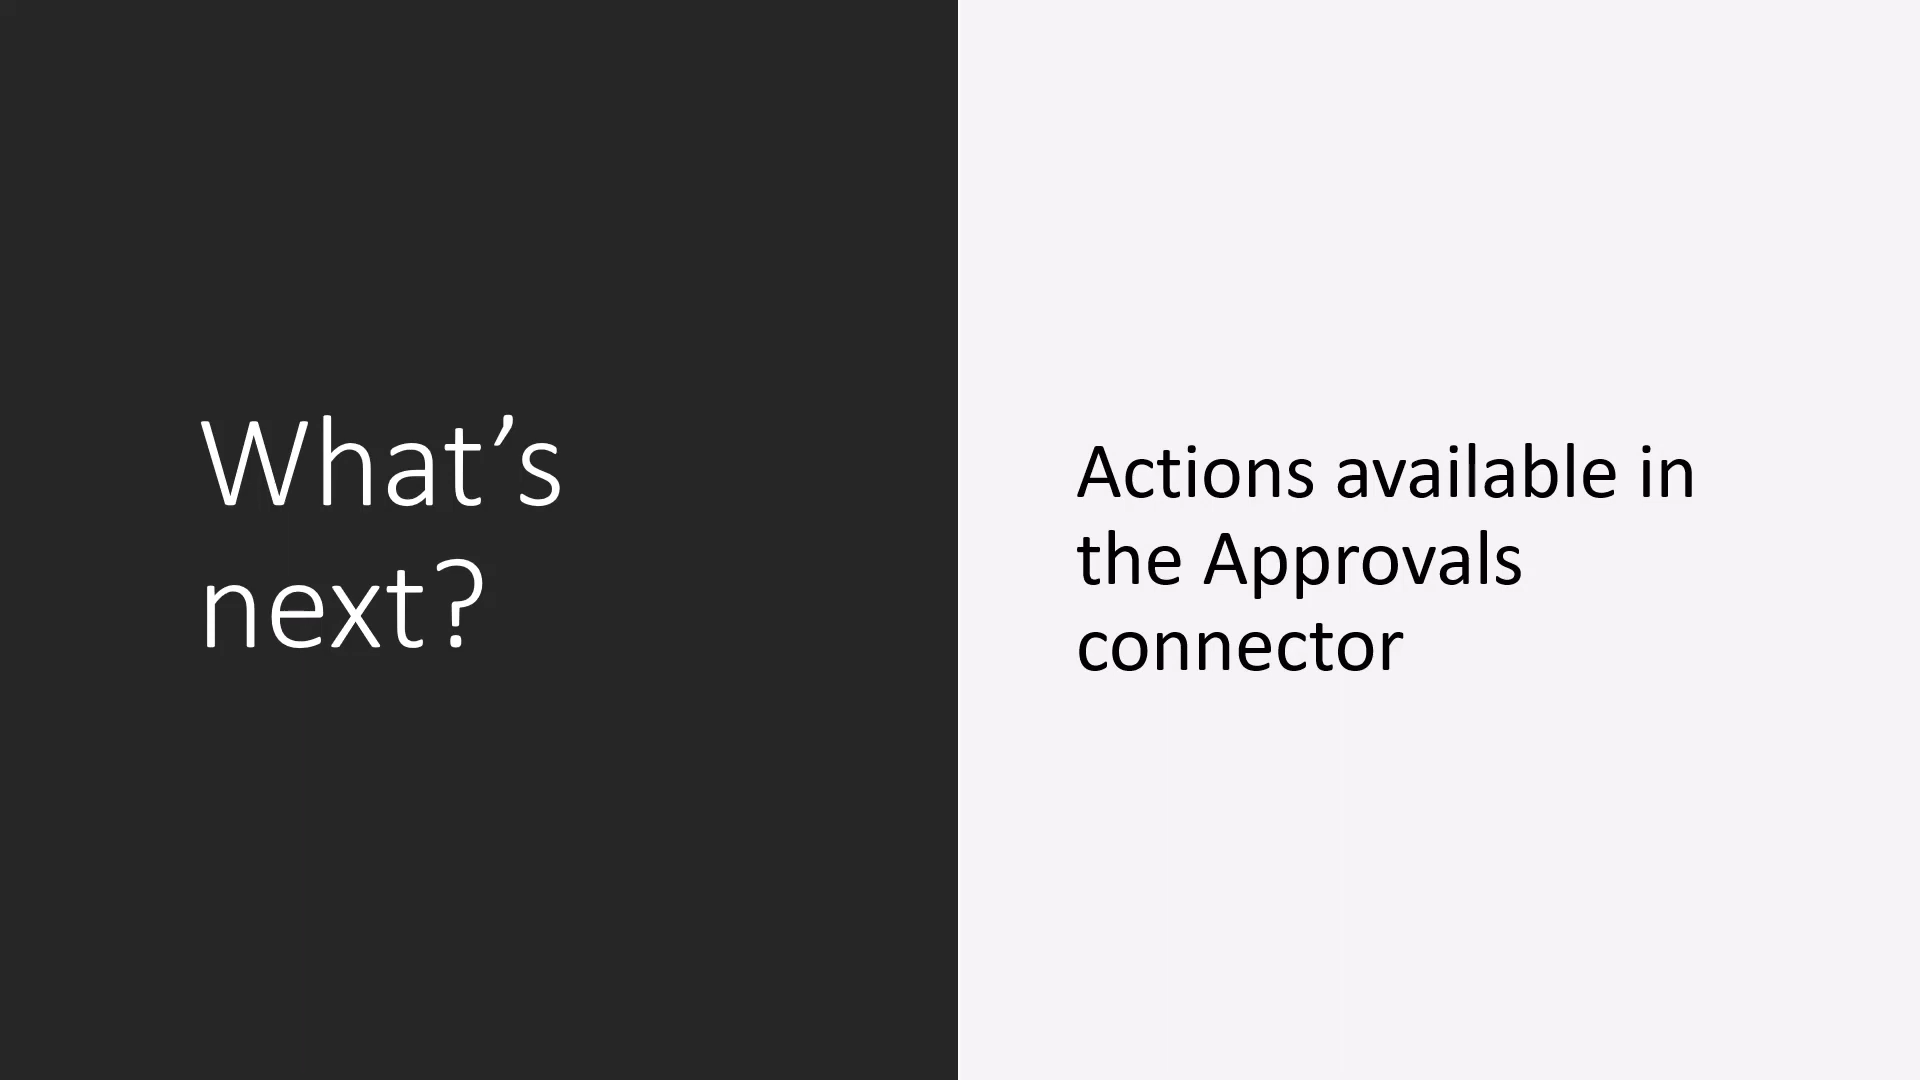 What’s
next?
Actions available in
the Approvals
connector